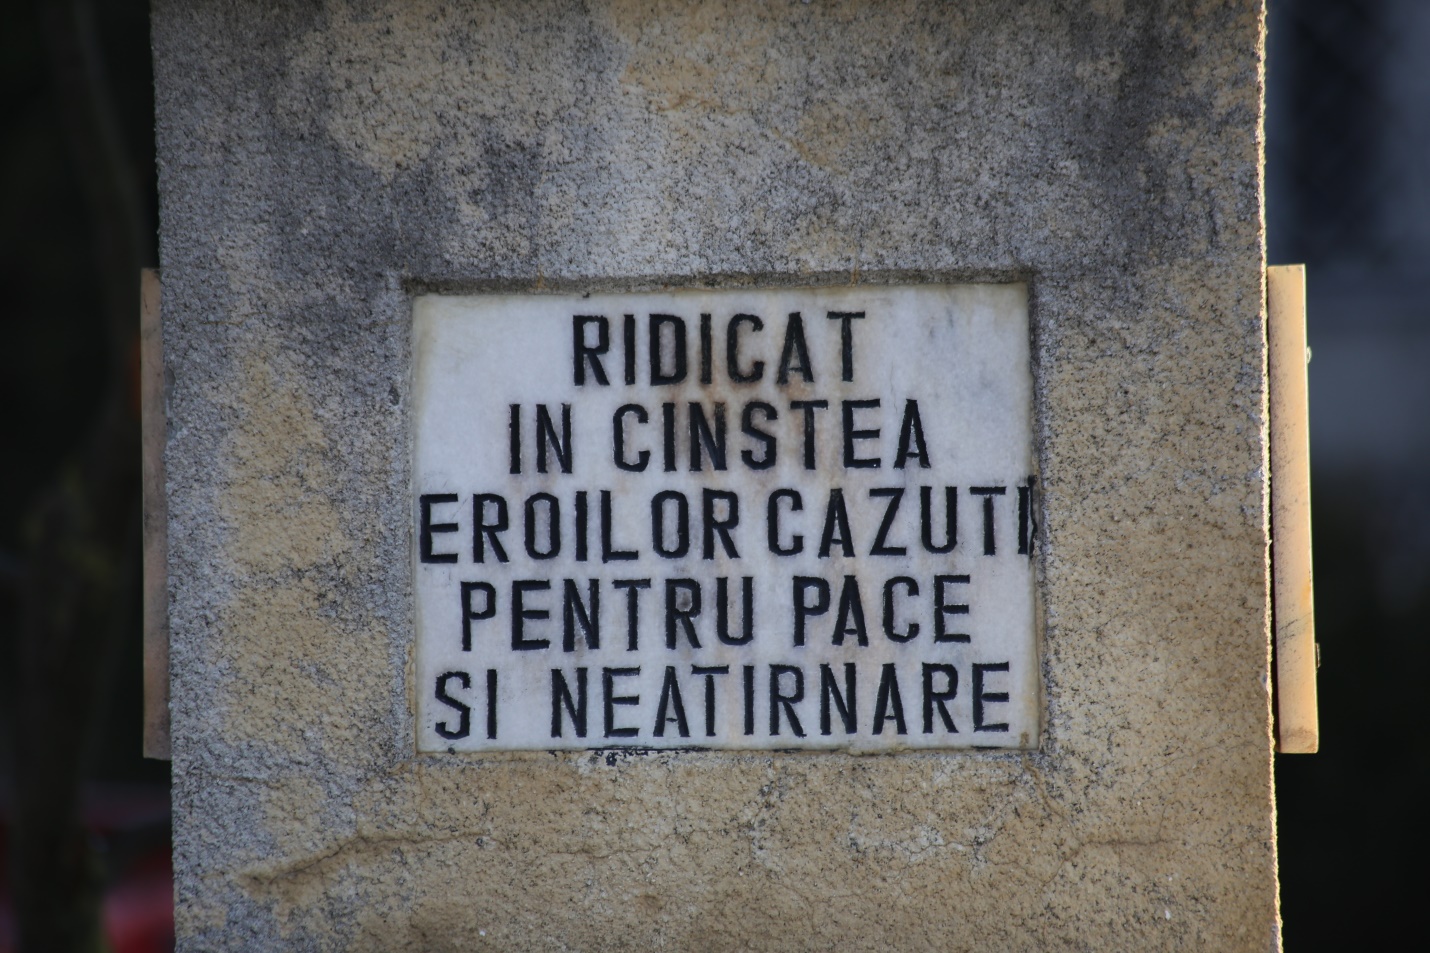 RIDICAT
IN CINSTEA
EROILOR CAZUTI
PENTRU PACE
SI NEATIRNARE